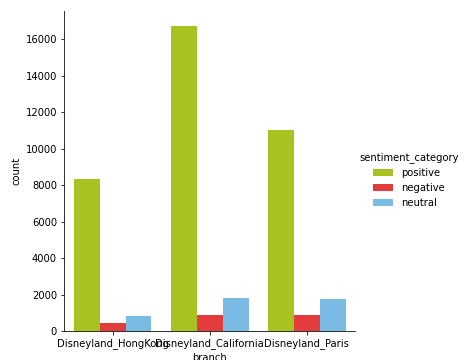 16000
14000
12000
10000
8000
6000
4000
2000
0
count
Disneyland_HongKong
Disneyland_California
Disneyland_Paris
branch
sentiment_category
positive
negative
neutral